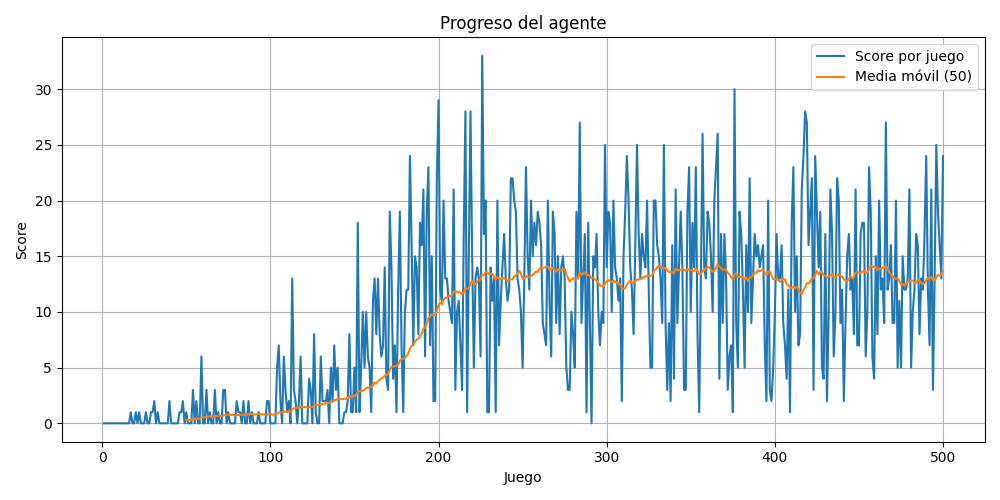 Progreso del agente
Score por juego
Media móvil (50)
Score
30
25
20
15
10
5
0
0
100
200
300
400
500
Juego